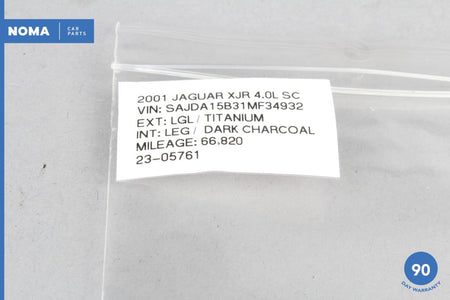 NOMA CAR
PARTS
2001 JAGUAR XJR 4.0L SC
VIN: SAJDA15B31MF34932
EXT: LGL / TITANIUM
INT: LEG / DARK CHARCOAL
MILEAGE: 66,820
23-05761
90
DAY WARRANTY